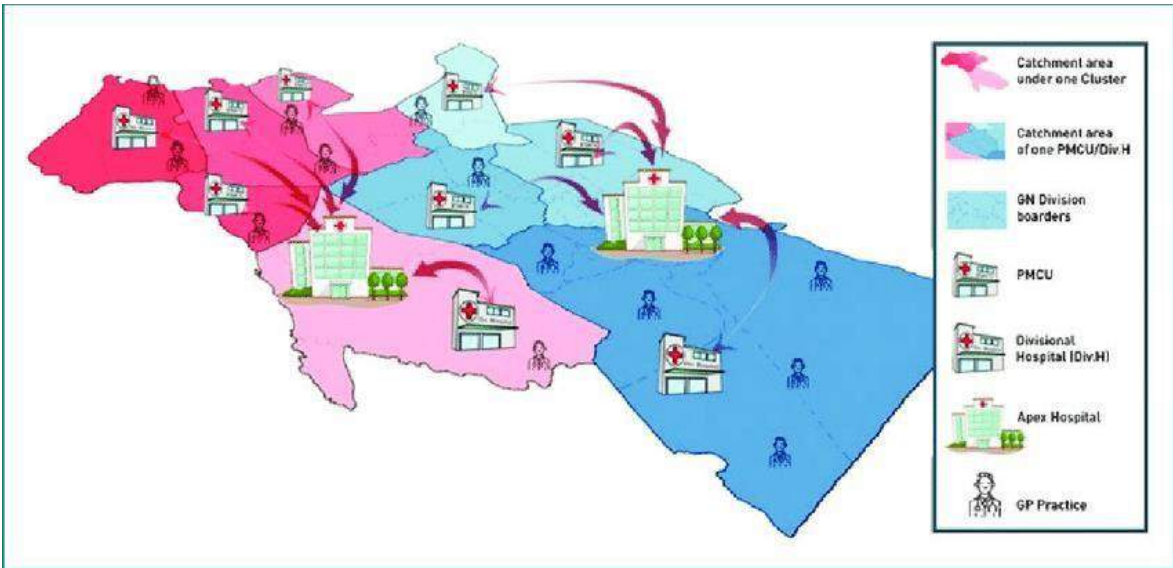 Catchment area
under one Cluster
Catchment area
of one PMCU/Div.H
GN Division
boarders
PMCU
Divisional
Hospital (Div.H)
Apex Hospital
GP Practice